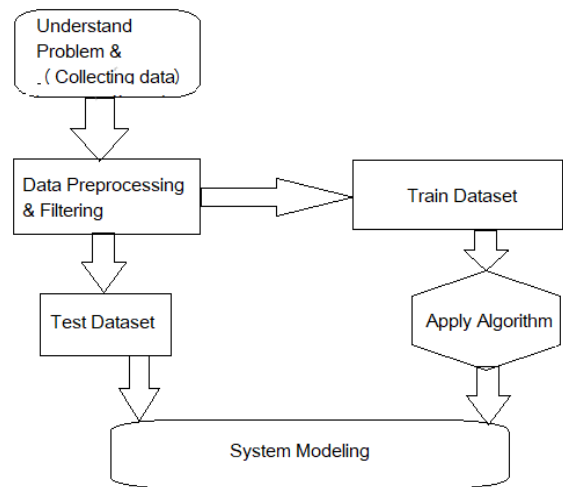 Understand
Problem &
( Collecting data)
Data Preprocessing
& Filtering
Train Dataset
Test Dataset
Apply Algorithm
System Modeling